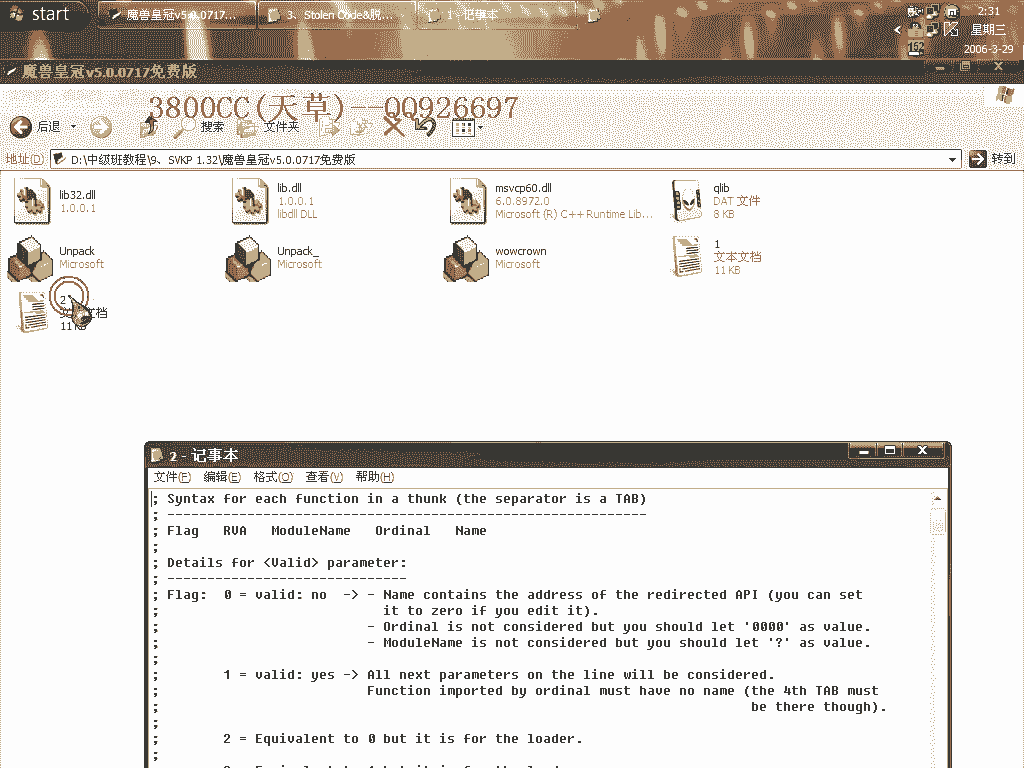 start
魔兽皇冠v5.0.0717...
3、Stolen Code&脱...
1 - 记事本
2:31
星期三
2006-3-29
152
魔兽皇冠v5.0.0717免费版
3800CC(天草)--QQ926697
后退
搜索
文件夹
地址(D)
D:\中级班教程\9、SVKP 1.32\魔兽皇冠v5.0.0717免费版
转到
lib32.dll
1.0.0.1
lib.dll
1.0.0.1
libdll DLL
msvcp60.dll
6.0.8972.0
Microsoft (R) C++ Runtime Lib...
qlib
DAT 文件
8 KB
Unpack
Microsoft
Unpack_
Microsoft
wowcrown
Microsoft
1
文本文档
11 KB
2
文档
11 KB
2 - 记事本
文件(F) 编辑(E) 格式(O) 查看(V) 帮助(H)
; Syntax for each function in a thunk (the separator is a TAB)
; ------------------------------------------------------------
; Flag   RVA   ModuleName   Ordinal   Name
;
; Details for <Valid> parameter:
; ------------------------------
; Flag:  0 = valid: no  -> - Name contains the address of the redirected API (you can set
;                            it to zero if you edit it).
;                          - Ordinal is not considered but you should let '0000' as value.
;                          - ModuleName is not considered but you should let '?' as value.
;
;        1 = valid: yes -> All next parameters on the line will be considered.
;                          Function imported by ordinal must have no name (the 4th TAB must
;                                                                          be there though).
;
;        2 = Equivalent to 0 but it is for the loader.
;